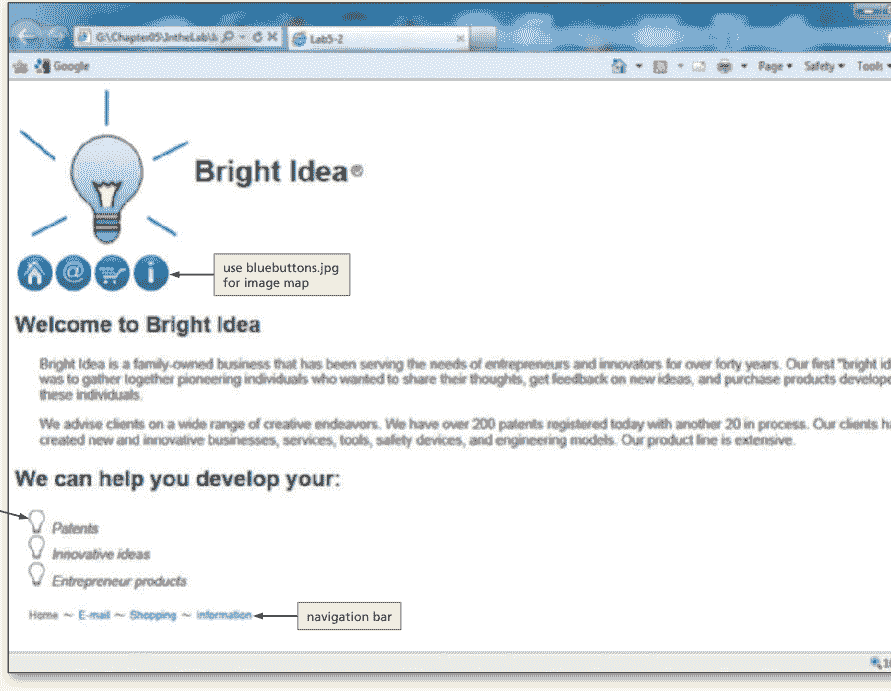 G:\Chapter05\IntheLab\
Lab5-2
Google
Page Safety Tools
Bright Idea®
@
use bluebuttons.jpg
for image map
Welcome to Bright Idea
Bright Idea is a family-owned business that has been serving the needs of entrepreneurs and innovators for over forty years. Our first "bright id
was to gather together pioneering individuals who wanted to share their thoughts, get feedback on new ideas, and purchase products develope
these individuals.
We advise clients on a wide range of creative endeavors. We have over 200 patents registered today with another 20 in process. Our clients ha
created new and innovative businesses, services, tools, safety devices, and engineering models. Our product line is extensive.
We can help you develop your:
Patents
Innovative ideas
Entrepreneur products
Home ~ E-mail ~ Shopping ~ Information
navigation bar